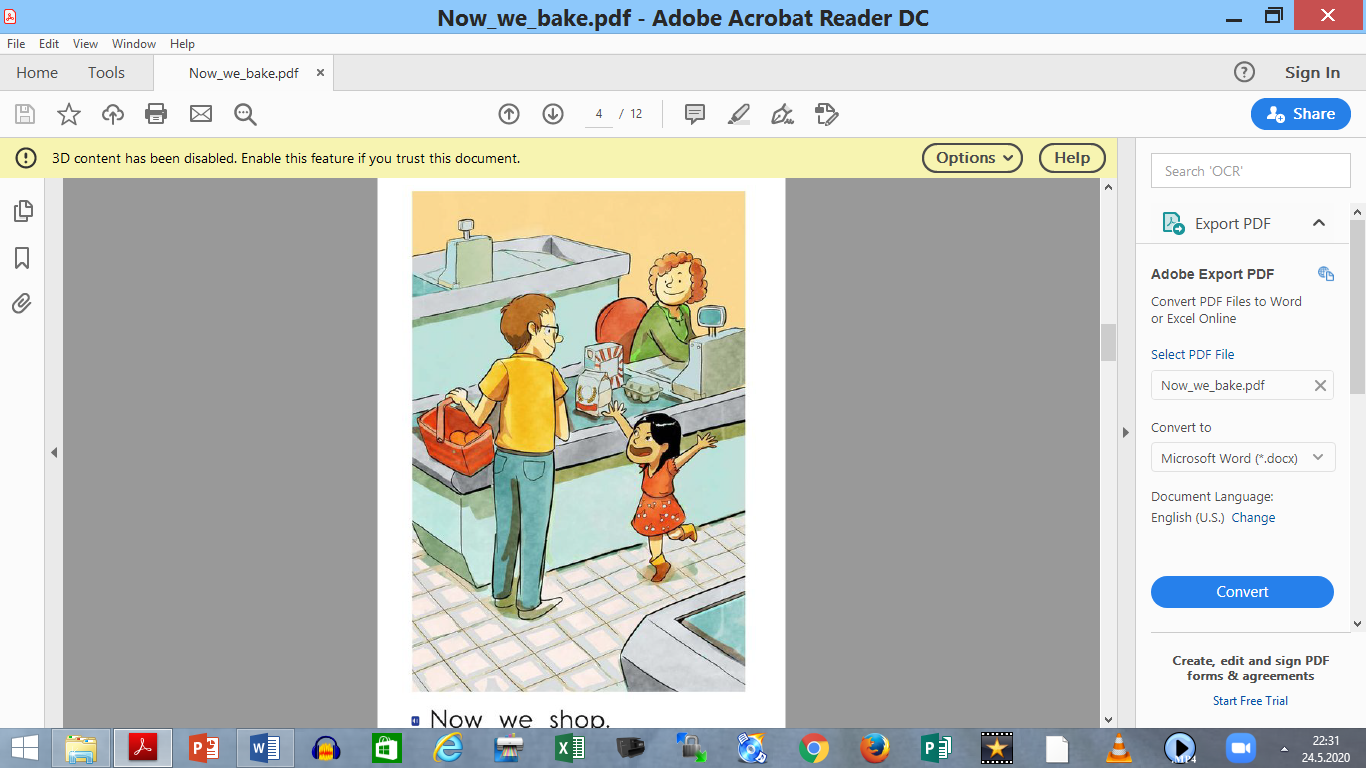 Now_we_bake.pdf - Adobe Acrobat Reader DC
File Edit View Window Help
Home Tools Now_we_bake.pdf × Sign In
4 / 12
Share
3D content has been disabled. Enable this feature if you trust this document.
Options
Help
Search 'OCR'
Export PDF
Adobe Export PDF
Convert PDF Files to Word
or Excel Online
Select PDF File
Now_we_bake.pdf
Convert to
Microsoft Word (*.docx)
Document Language:
English (U.S.) Change
Convert
Create, edit and sign PDF
forms & agreements
Start Free Trial
Now we shop.
MP4
22:31
24.5.2020